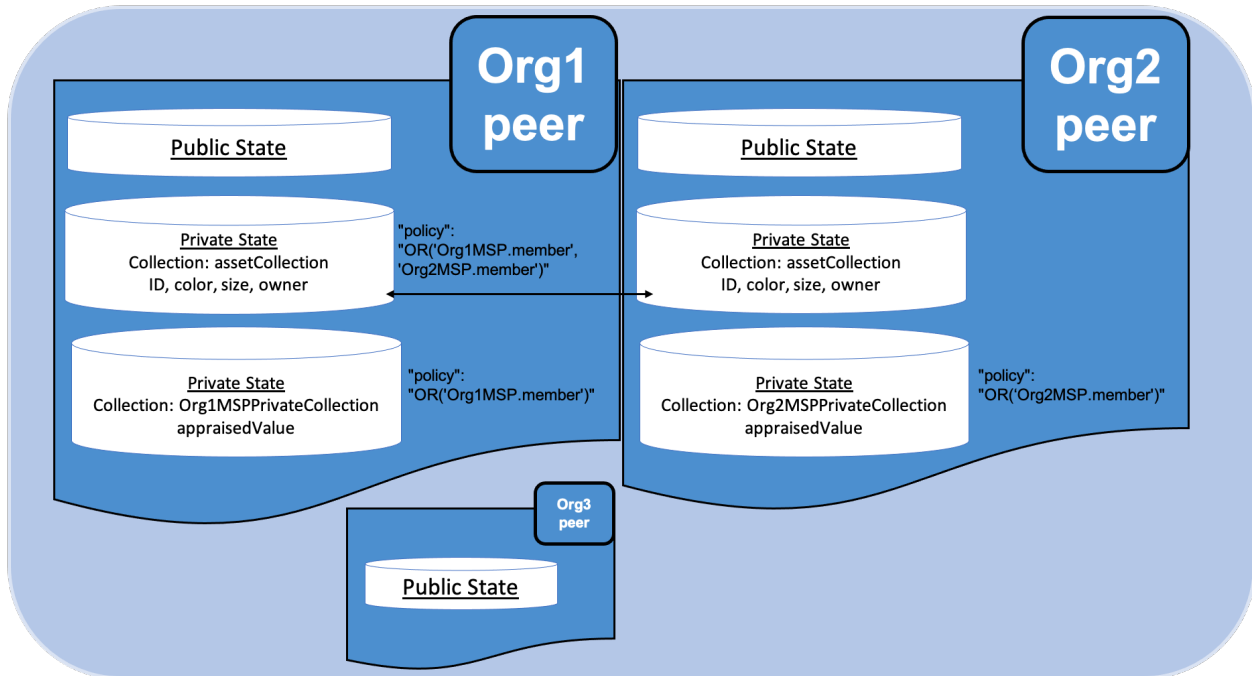 Org1
peer
Public State
Private State
Collection: assetCollection
ID, color, size, owner
"policy":
"OR('Org1MSP.member',
'Org2MSP.member')"
Private State
Collection: Org1MSPPrivateCollection
appraisedValue
"policy":
"OR('Org1MSP.member')"
Org2
peer
Public State
Private State
Collection: assetCollection
ID, color, size, owner
Private State
Collection: Org2MSPPrivateCollection
appraisedValue
"policy":
"OR('Org2MSP.member')"
Org3
peer
Public State